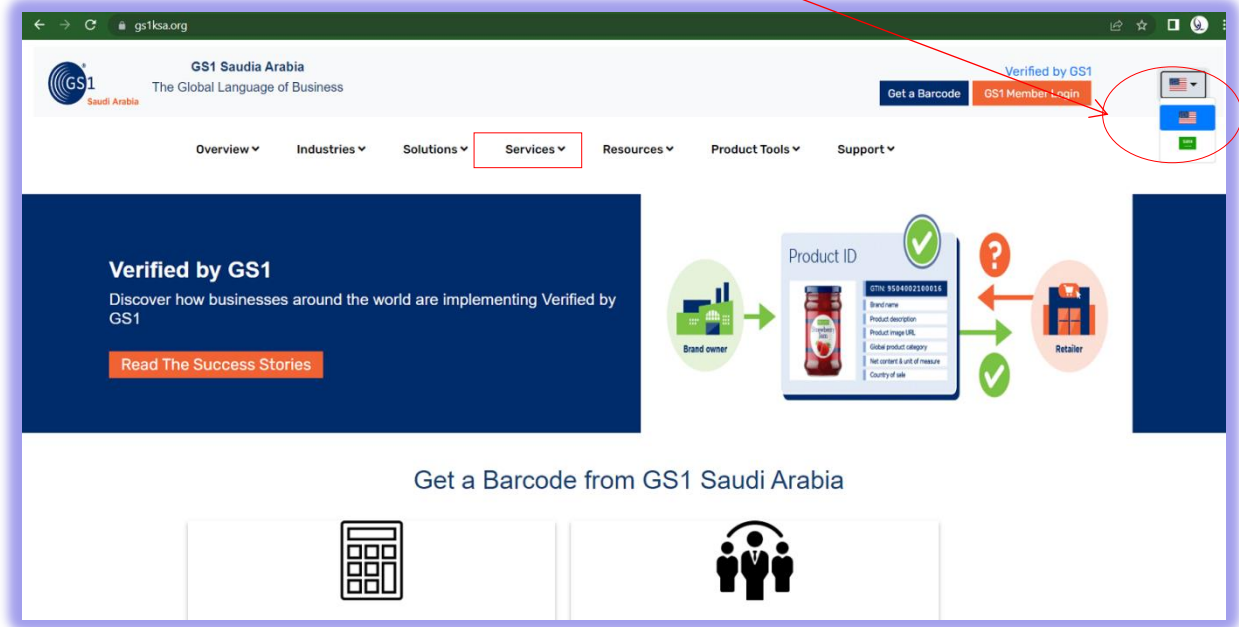 gs1ksa.org
GS1 Saudia Arabia
The Global Language of Business
GS1
Saudi Arabia
Verified by GS1
Get a Barcode
GS1 Member Login
Overview
Industries
Solutions
Services
Resources
Product Tools
Support
Verified by GS1
Discover how businesses around the world are implementing Verified by
GS1
Read The Success Stories
Product ID
GTIN: 9504002100016
Brand name
Product description
Product image URL
Global product category
Net content & unit of measure
Country of sale
Brand owner
?
Retailer
Get a Barcode from GS1 Saudi Arabia